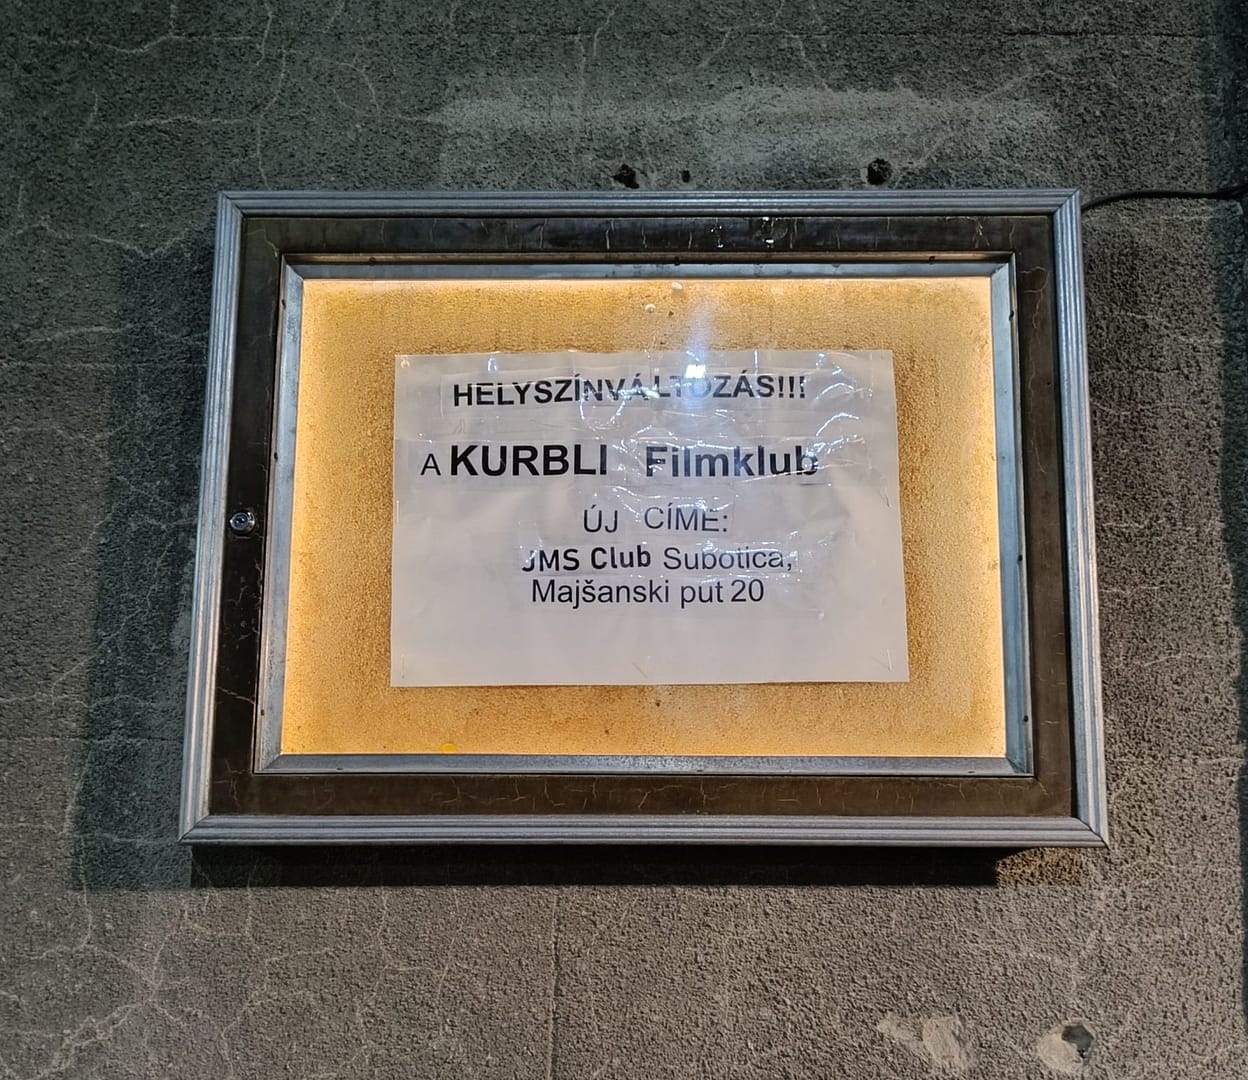 HELYSZÍNVÁLTOZÁS!!!
A KURBLI Filmklub
ÚJ CÍME:
JMS Club Subotica,
Majšanski put 20